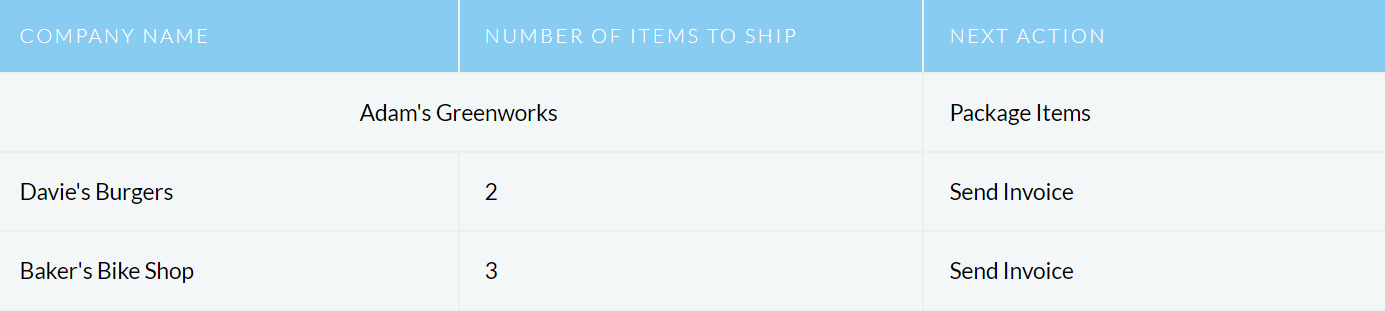 COMPANY NAME NUMBER OF ITEMS TO SHIP NEXT ACTION
Adam's Greenworks Package Items
Davie's Burgers 2 Send Invoice
Baker's Bike Shop 3 Send Invoice